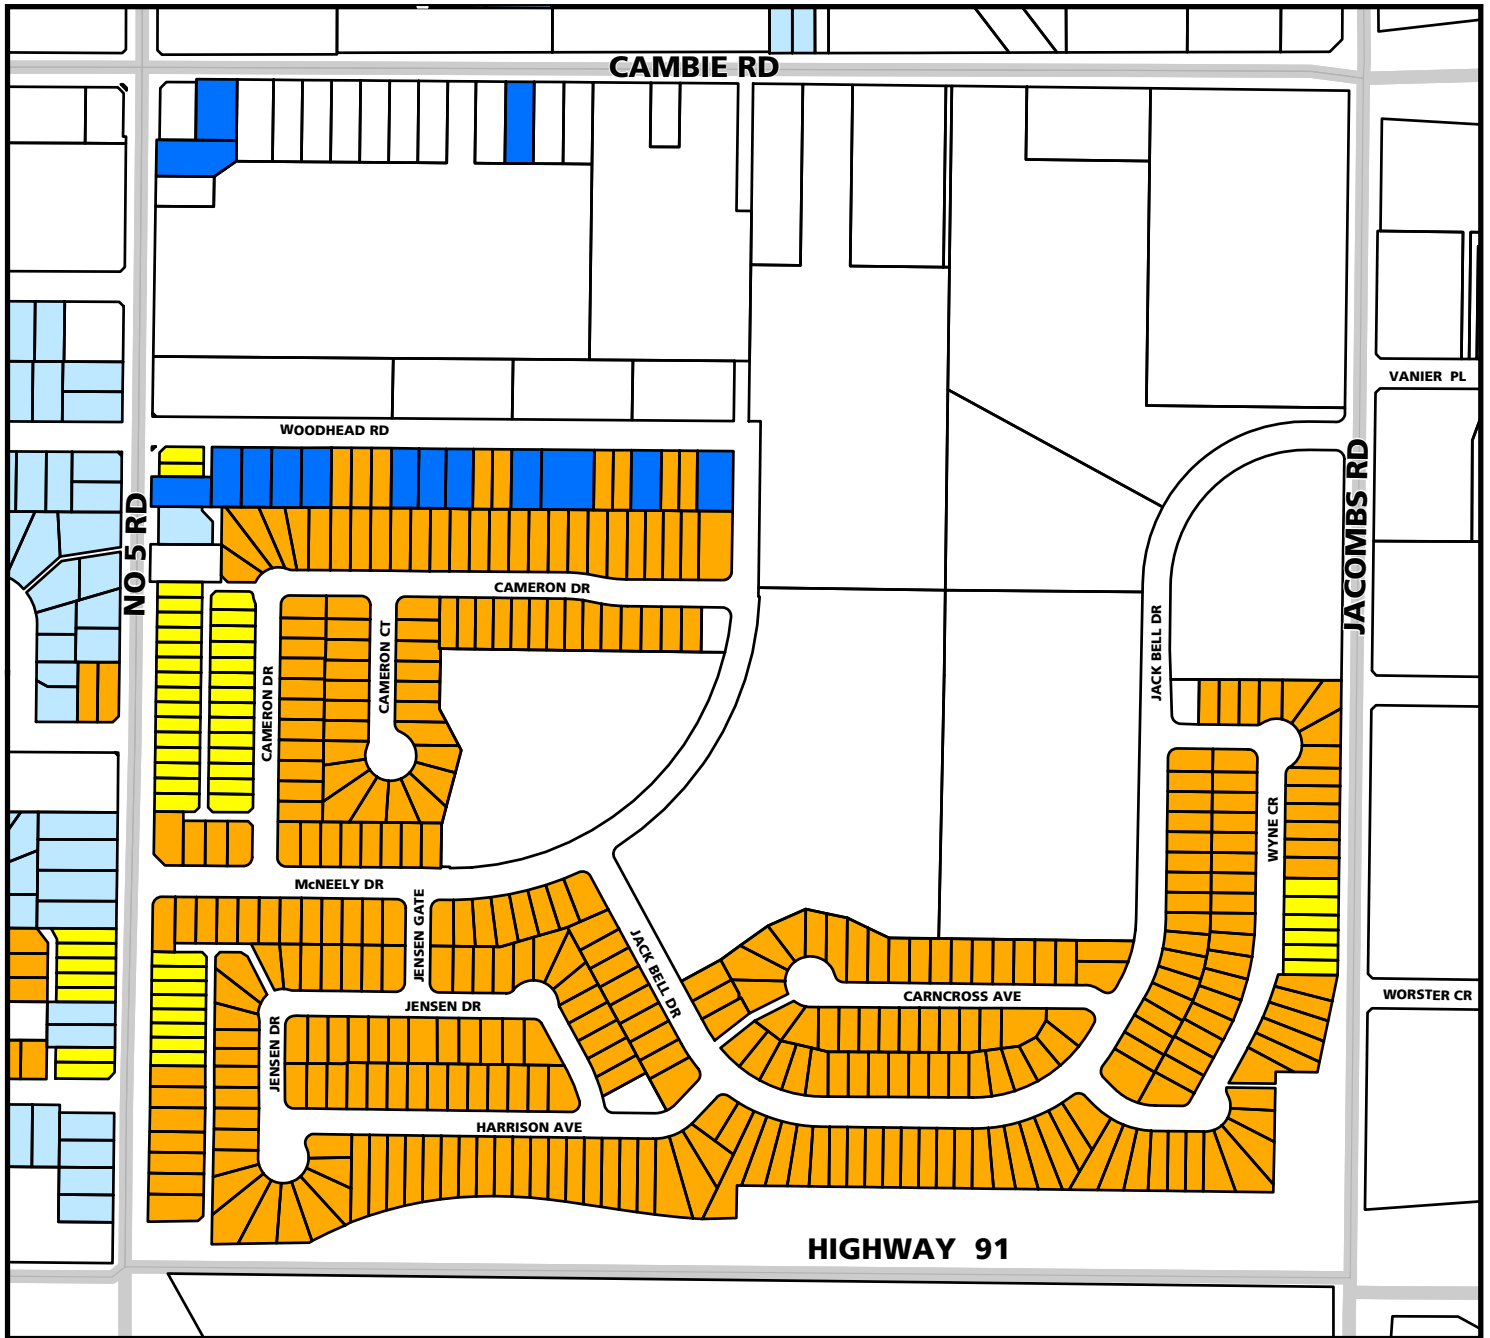 CAMBIE RD
VANIER PL
WOODHEAD RD
JACOMBS RD
NO 5 RD
CAMERON DR
JACK BELL DR
CAMERON CT
CAMERON DR
WYNE CR
McNEELY DR
JENSEN GATE
JACK BELL DR
CARNCROSS AVE
WORSTER CR
JENSEN DR
JENSEN DR
HARRISON AVE
HIGHWAY 91